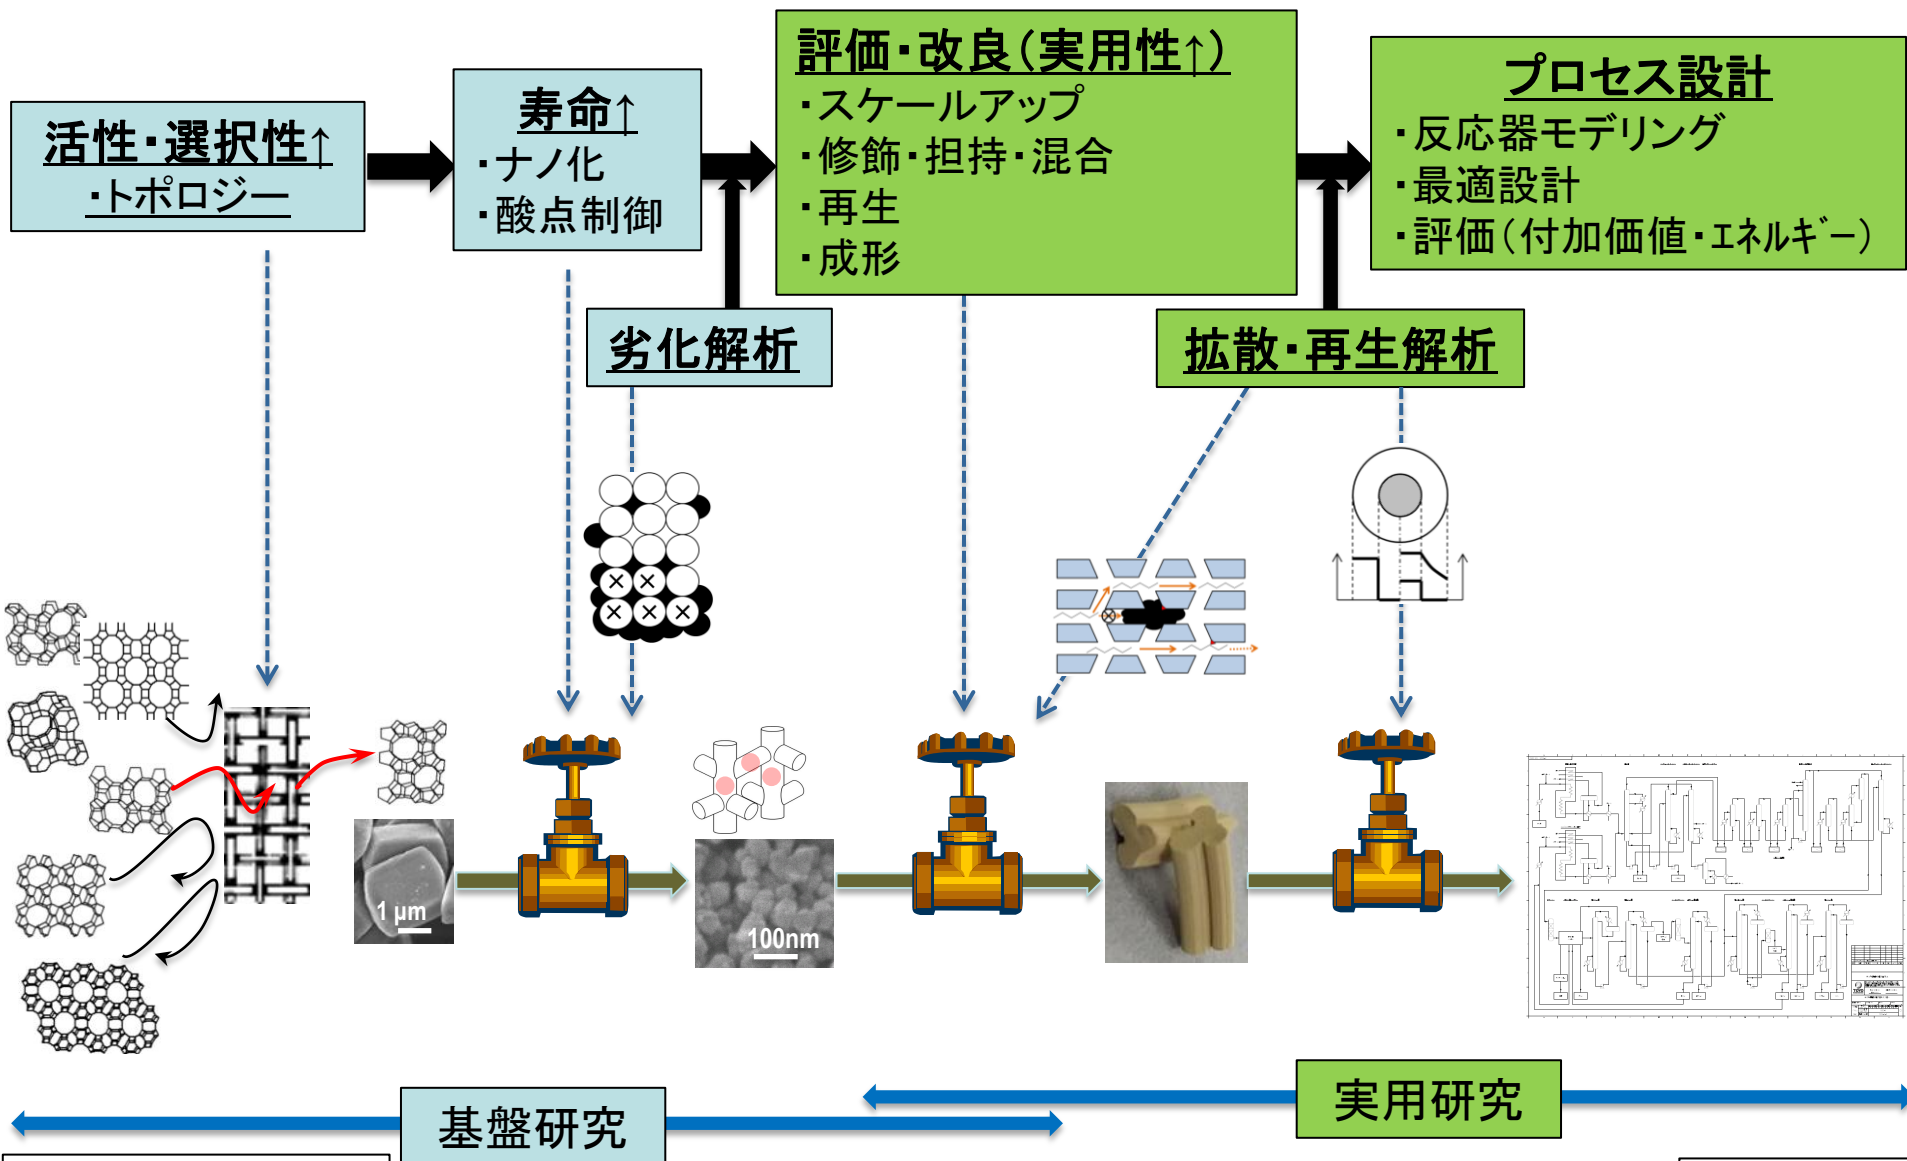 活性・選択性↑
・トポロジー
寿命↑
・ナノ化
・酸点制御
評価・改良（実用性↑）
・スケールアップ
・修飾・担持・混合
・再生
・成形
プロセス設計
・反応器モデリング
・最適設計
・評価（付加価値・ｴﾈﾙｷﾞｰ）
劣化解析
拡散・再生解析
1 µm
100nm
基盤研究
実用研究